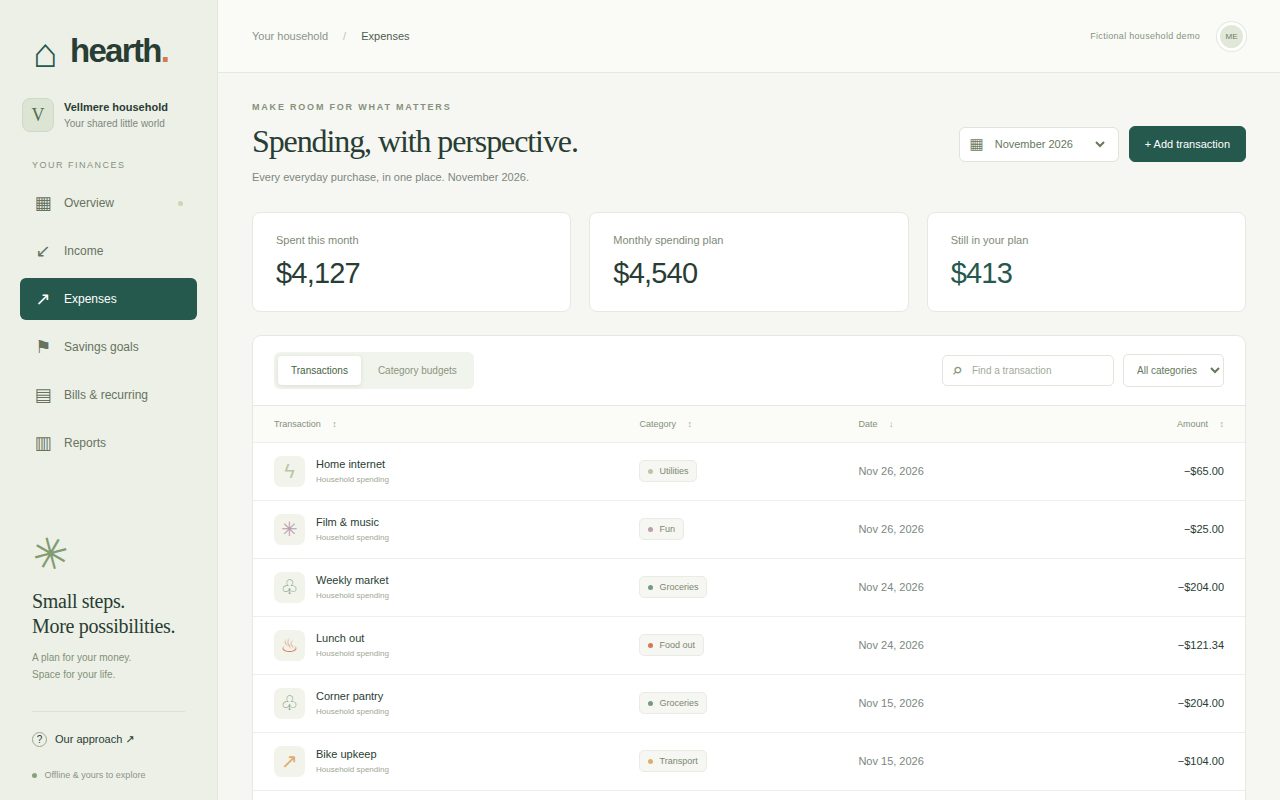 hearth.
V
Vellmere household
Your shared little world
YOUR FINANCES
Overview
Income
Expenses
Savings goals
Bills & recurring
Reports
Small steps.
More possibilities.
A plan for your money.
Space for your life.
? Our approach ↗
Offline & yours to explore
Your household / Expenses
Fictional household demo
ME
MAKE ROOM FOR WHAT MATTERS
Spending, with perspective.
Every everyday purchase, in one place. November 2026.
November 2026
+ Add transaction
Spent this month
$4,127
Monthly spending plan
$4,540
Still in your plan
$413
Transactions
Category budgets
Find a transaction
All categories
Transaction ↕ Category ↕ Date ↓ Amount ↕
Home internet
Household spending
Utilities
Nov 26, 2026
−$65.00
Film & music
Household spending
Fun
Nov 26, 2026
−$25.00
Weekly market
Household spending
Groceries
Nov 24, 2026
−$204.00
Lunch out
Household spending
Food out
Nov 24, 2026
−$121.34
Corner pantry
Household spending
Groceries
Nov 15, 2026
−$204.00
Bike upkeep
Household spending
Transport
Nov 15, 2026
−$104.00